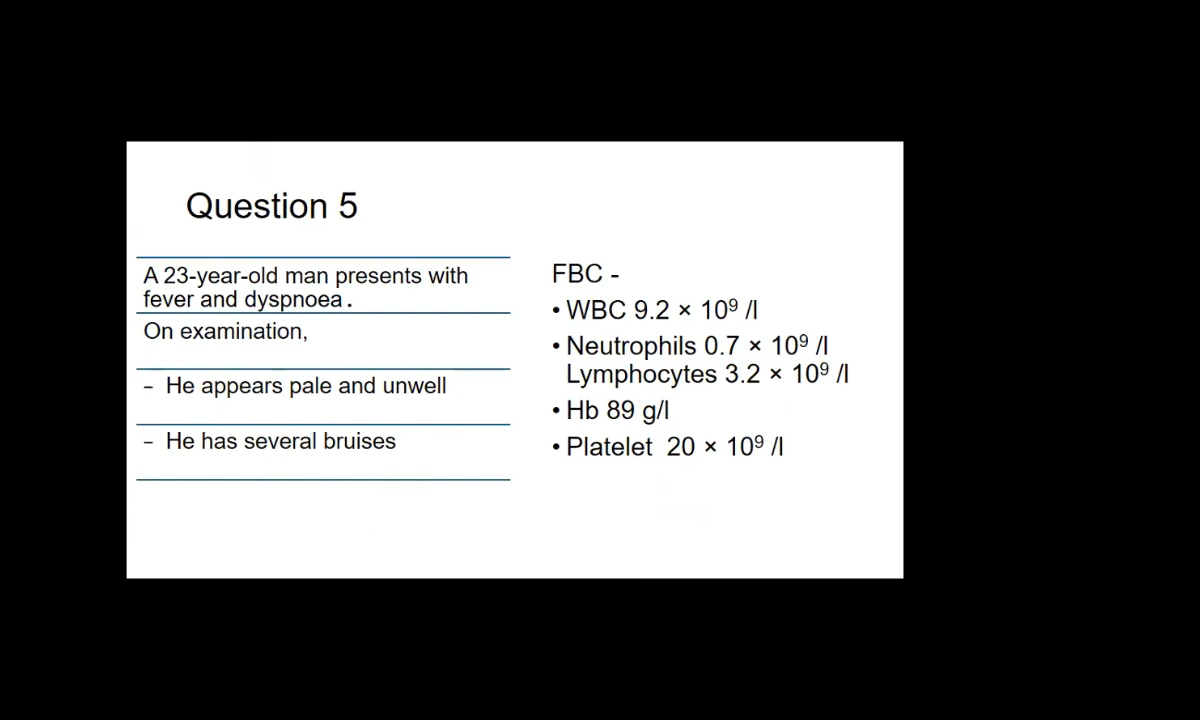 Question 5
A 23-year-old man presents with
fever and dyspnoea.
On examination,
- He appears pale and unwell
- He has several bruises
FBC -
• WBC 9.2 × 10⁹ /l
• Neutrophils 0.7 × 10⁹ /l
Lymphocytes 3.2 × 10⁹ /l
• Hb 89 g/l
• Platelet 20 × 10⁹ /l